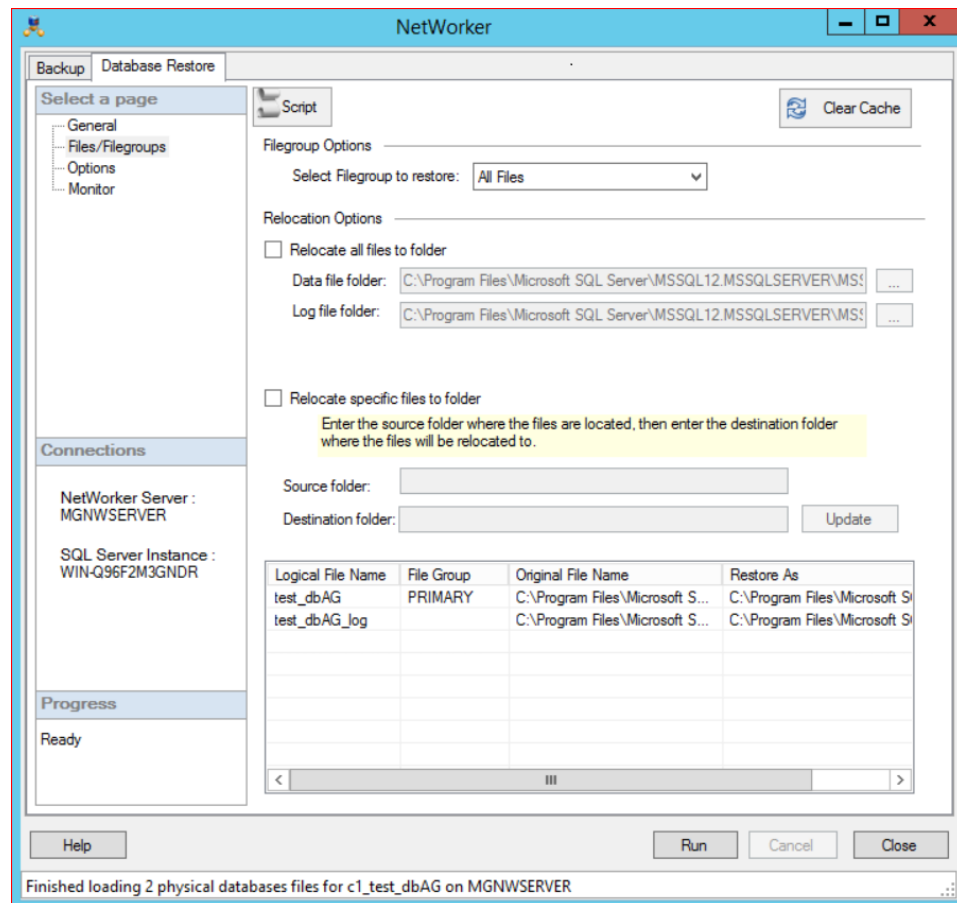 NetWorker
Backup
Database Restore
Select a page
General
Files/Filegroups
Options
Monitor
Connections
NetWorker Server :
MGNWSERVER
SQL Server Instance :
WIN-Q96F2M3GNDR
Progress
Ready
Script
Clear Cache
Filegroup Options
Select Filegroup to restore: All Files
Relocation Options
Relocate all files to folder
Data file folder: C:\Program Files\Microsoft SQL Server\MSSQL12.MSSQLSERVER\MSS
...
Log file folder: C:\Program Files\Microsoft SQL Server\MSSQL12.MSSQLSERVER\MSS
...
Relocate specific files to folder
Enter the source folder where the files are located, then enter the destination folder
where the files will be relocated to.
Source folder:
Destination folder:
Update
Logical File Name File Group Original File Name Restore As
test_dbAG PRIMARY C:\Program Files\Microsoft S... C:\Program Files\Microsoft S
test_dbAG_log C:\Program Files\Microsoft S... C:\Program Files\Microsoft S
Help
Run
Cancel
Close
Finished loading 2 physical databases files for c1_test_dbAG on MGNWSERVER